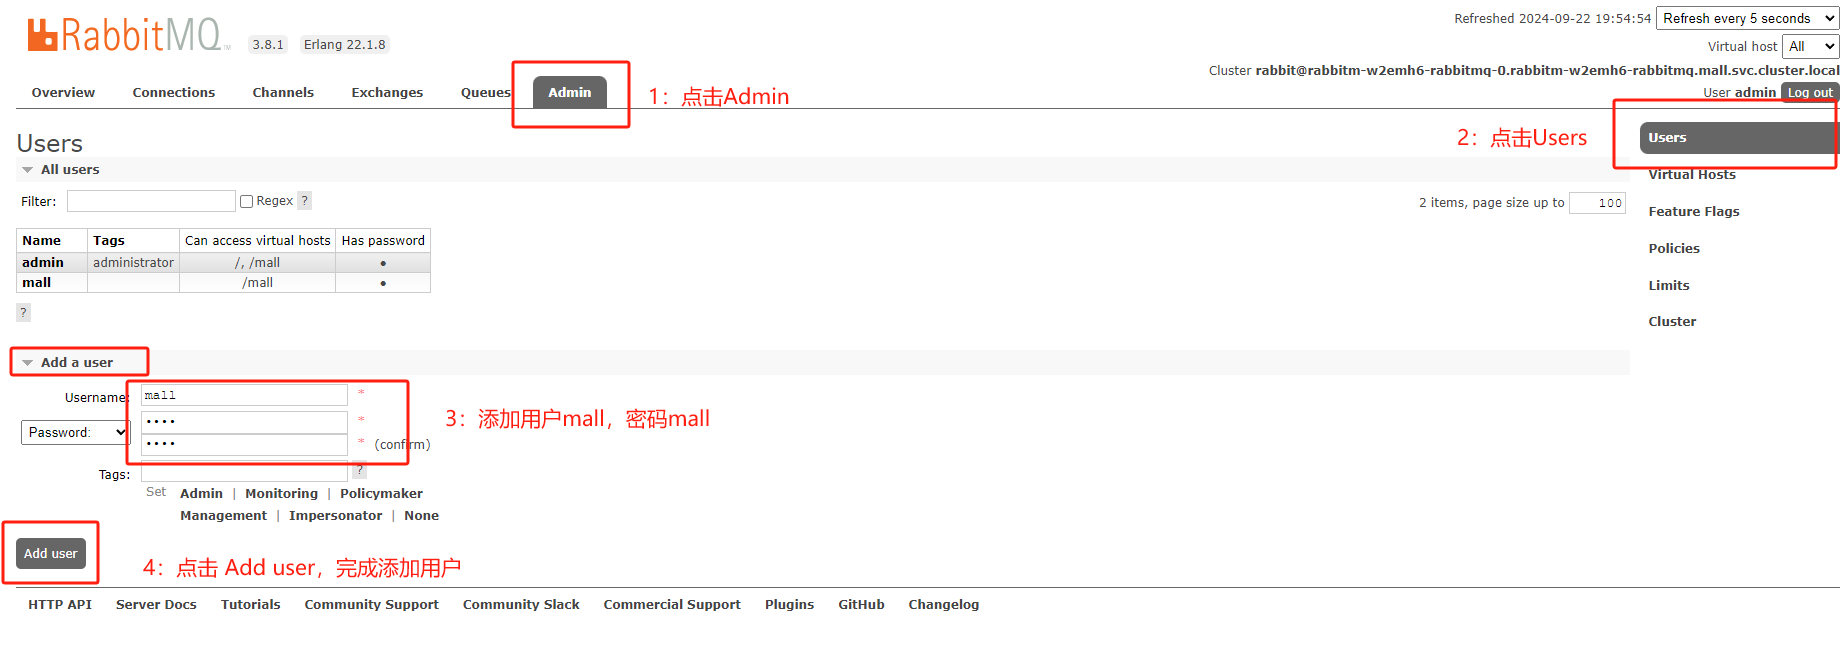 RabbitMQ TM 3.8.1 Erlang 22.1.8
Refreshed 2024-09-22 19:54:54 Refresh every 5 seconds
Virtual host All
Cluster rabbit@rabbitm-w2emh6-rabbitmq-0.rabbitm-w2emh6-rabbitmq.mall.svc.cluster.local
User admin Log out
Overview Connections Channels Exchanges Queues Admin
1：点击Admin
2：点击Users
Users
Virtual Hosts
Feature Flags
Policies
Limits
Cluster
Users
All users
Filter: Regex ? 2 items, page size up to 100
Name Tags Can access virtual hosts Has password
admin administrator /, /mall •
mall /mall •
?
Add a user
Username: mall *
Password: •••• *
•••• * (confirm)
3：添加用户mall，密码mall
Tags: ?
Set Admin | Monitoring | Policymaker
Management | Impersonator | None
Add user
4：点击 Add user，完成添加用户
HTTP API Server Docs Tutorials Community Support Community Slack Commercial Support Plugins GitHub Changelog